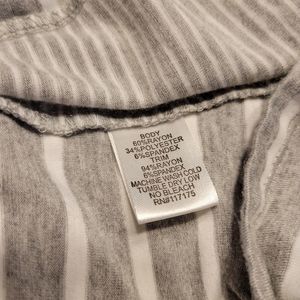 BODY
60%RAYON
34%POLYESTER
6%SPANDEX
TRIM
94%RAYON
6%SPANDEX
MACHINE WASH COLD
TUMBLE DRY LOW
NO BLEACH
RN#117175